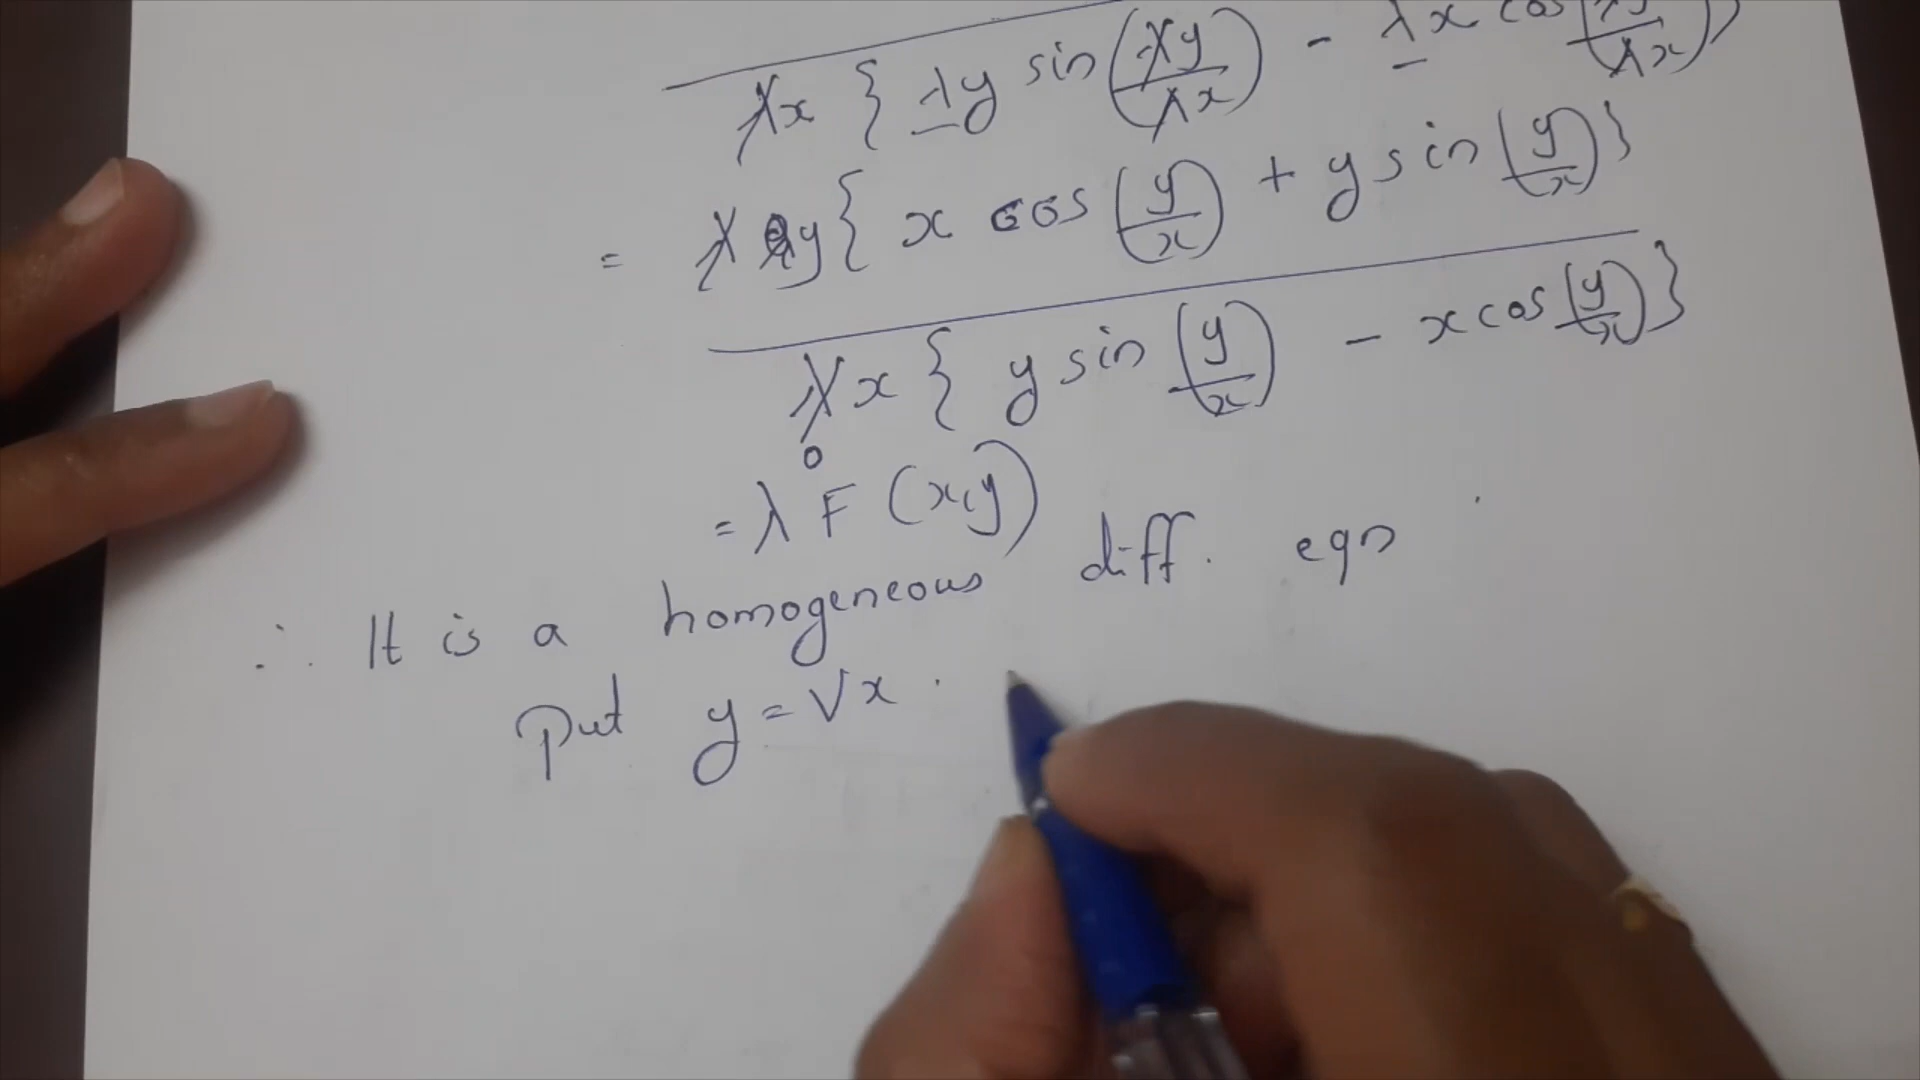 λx { λy sin(λy/λx) - λx cos(λy/λx)
= λ y{ x cos(y/x) + y sin(y/x)}
λx { y sin(y/x) - x cos(y/x)}
= λ⁰ F (x,y)
∴ It is a homogeneous diff. eqn
Put y = Vx .